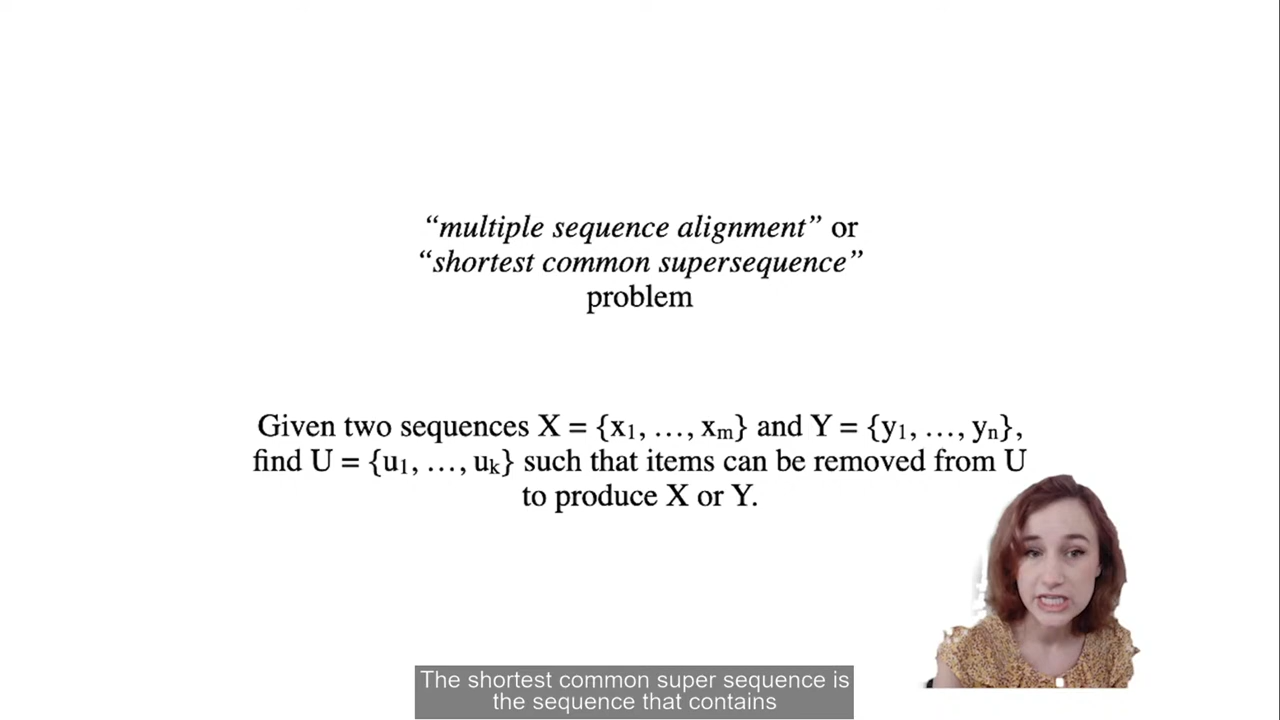 “multiple sequence alignment” or
“shortest common supersequence”
problem
Given two sequences X = {x₁, …, xₘ} and Y = {y₁, …, yₙ},
find U = {u₁, …, uₖ} such that items can be removed from U
to produce X or Y.
The shortest common super sequence is
the sequence that contains